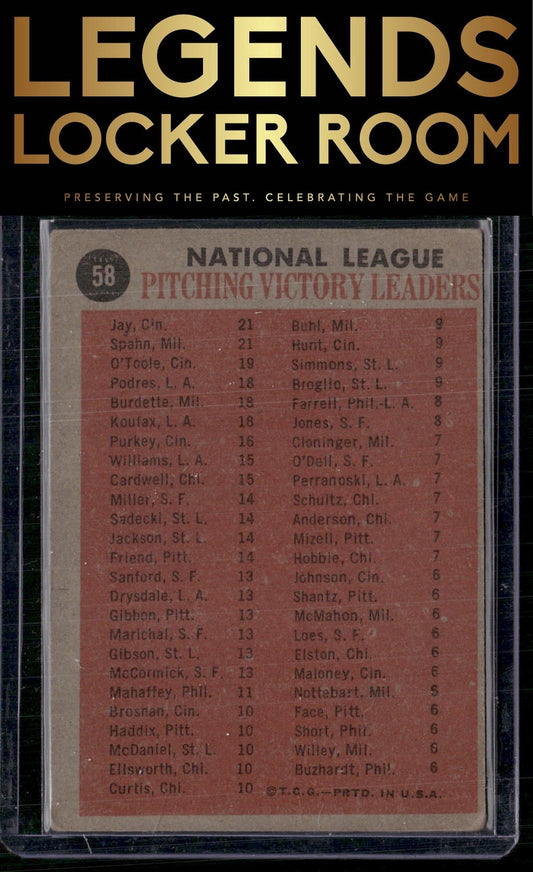 LEGENDS
LOCKER ROOM
PRESERVING THE PAST. CELEBRATING THE GAME
58
NATIONAL LEAGUE
PITCHING VICTORY LEADERS
Jay, Cin. 21
Spahn, Mil. 21
O'Toole, Cin. 19
Podres, L. A. 18
Burdette, Mil. 18
Koufax, L. A. 18
Purkey, Cin. 16
Williams, L. A. 15
Cardwell, Chi. 15
Miller, S. F. 14
Sadecki, St. L. 14
Jackson, St. L. 14
Friend, Pitt. 14
Sanford, S. F. 13
Drysdale, L. A. 13
Gibbon, Pitt. 13
Marichal, S. F. 13
Gibson, St. L. 13
McCormick, S. F. 13
Mahaffey, Phil. 11
Brosnan, Cin. 10
Haddix, Pitt. 10
McDaniel, St. L. 10
Ellsworth, Chi. 10
Curtis, Chi. 10
Buhl, Mil. 9
Hunt, Cin. 9
Simmons, St. L. 9
Broglio, St. L. 9
Farrell, Phil.-L. A. 8
Jones, S. F. 8
Cloninger, Mil. 7
O'Dell, S. F. 7
Perranoski, L. A. 7
Schultz, Chi. 7
Anderson, Chi. 7
Mizell, Pitt. 7
Hobbie, Chi. 7
Johnson, Cin. 6
Shantz, Pitt. 6
McMahon, Mil. 6
Loes, S. F. 6
Elston, Chi. 6
Maloney, Cin. 6
Nottebart, Mil. 6
Face, Pitt. 6
Short, Phil. 6
Willey, Mil. 6
Buzhardt, Phil. 6
©T.C.G.—PRTD. IN U.S.A.